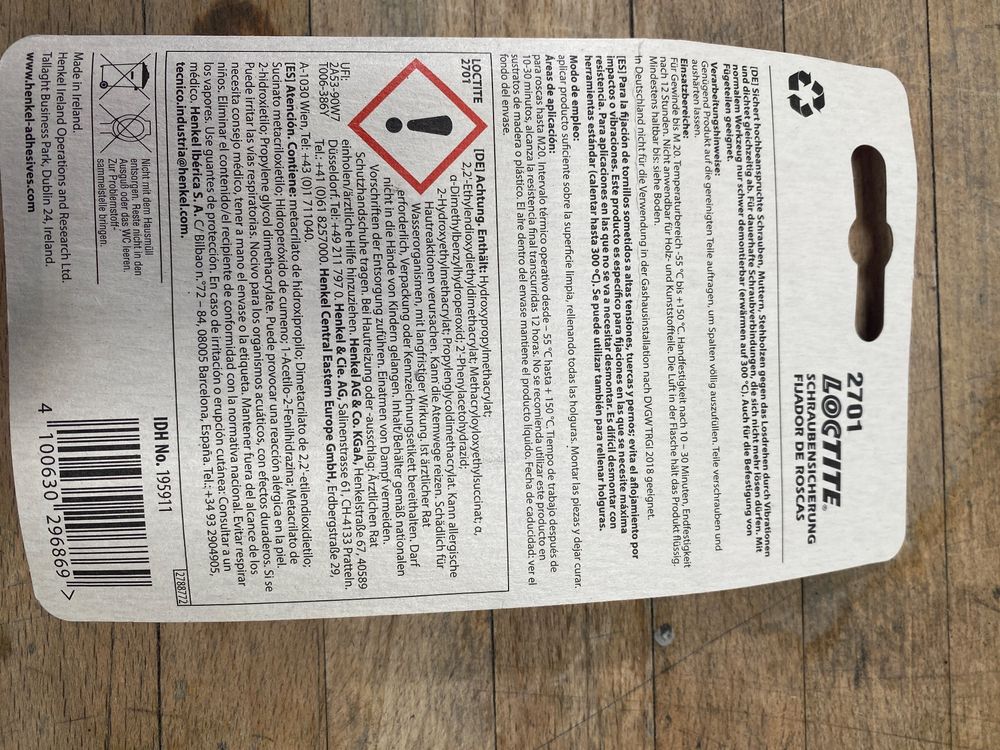 2701
LOCTITE®
SCHRAUBENSICHERUNG
FIJADOR DE ROSCAS
[DE] Sichert hochbeanspruchte Schrauben, Muttern, Stehbolzen gegen das Losdrehen durch Vibrationen
und dichtet gleichzeitig ab. Für dauerhafte Schraubverbindungen, die sich nicht mehr lösen dürfen. Mit
normalem Werkzeug nur schwer demontierbar (erwärmen auf 300 °C). Auch für die Befestigung von
Fügeteilen geeignet.
Verarbeitungshinweise:
Genügend Produkt auf die gereinigten Teile auftragen, um Spalten völlig auszufüllen. Teile verschrauben und
aushärten lassen.
Einsatzbereiche:
Für Gewinde bis M 20. Temperaturbereich -55 °C bis +150 °C. Handfestigkeit nach 10 – 30 Minuten, Endfestigkeit
nach 12 Stunden. Nicht anwendbar für Holz- und Kunststoffteile. Die Luft in der Flasche hält das Produkt flüssig.
Mindestens haltbar bis: siehe Boden.
In Deutschland nicht für die Verwendung in der Gashausinstallation nach DVGW TRGI 2018 geeignet.
[ES] Para la fijación de tornillos sometidos a altas tensiones, tuercas y pernos: evita el aflojamiento por
impactos o vibraciones. Este producto es específico para fijaciones en las que se necesite máxima
resistencia. Para aplicaciones en las que no se va a necesitar desmontar. Es difícil desmontar con
herramientas estándar (calentar hasta 300 °C). Se puede utilizar también para rellenar holguras.
Modo de empleo:
aplicar producto suficiente sobre la superficie limpia, rellenando todas las holguras. Montar las piezas y dejar curar.
Áreas de aplicación:
para roscas hasta M20. Intervalo térmico operativo desde – 55 °C hasta + 150 °C. Tiempo de trabajo después de
10-30 minutos, alcanza la resistencia final transcurridas 12 horas. No se recomienda utilizar este producto en
sustratos de madera o plástico. El aire dentro del envase mantiene el producto líquido. Fecha de caducidad: ver el
fondo del envase.
LOCTITE
2701
[DE] Achtung. Enthält: Hydroxypropylmethacrylat;
2,2'-Ethylendioxydiethyldimethacrylat; Methacryloyloxyethylsuccinat; α,
α-Dimethylbenzylhydroperoxid; 2'-Phenylacetohydrazid;
2-Hydroxyethylmethacrylat; Propylenglycoldimethacrylat. Kann allergische
Hautreaktionen verursachen. Kann die Atemwege reizen. Schädlich für
Wasserorganismen, mit langfristiger Wirkung. Ist ärztlicher Rat
erforderlich, Verpackung oder Kennzeichnungsetikett bereithalten. Darf
nicht in die Hände von Kindern gelangen. Inhalt/Behälter gemäß nationalen
Vorschriften der Entsorgung zuführen. Einatmen von Dampf vermeiden.
Schutzhandschuhe tragen. Bei Hautreizung oder -ausschlag: Ärztlichen Rat
einholen/ärztliche Hilfe hinzuziehen. Henkel AG & Co. KGaA, Henkelstraße 67, 40589
Düsseldorf. Tel: +49 211 797 0. Henkel & Cie. AG, Salinenstrasse 61, CH-4133 Pratteln.
Tel.: +41 (0)61 8257000. Henkel Central Eastern Europe GmbH, Erdbergstraße 29,
UFI:
2A53-90W7
T006-386Y
A-1030 Wien, Tel: +43 (0)1 711 040.
[ES] Atención. Contiene: metacrilato de hidroxipropilo; Dimetacrilato de 2,2'-etilendioxidietilo;
Sucinato metacriloxietilo; Hidroperóxido de cumeno; 1-Acetilo-2-Fenilhidrazina; Metacrilato de
2-hidroxietilo; Propylene glycol dimethacrylate. Puede provocar una reacción alérgica en la piel.
Puede irritar las vías respiratorias. Nocivo para los organismos acuáticos, con efectos duraderos. Si se
necesita consejo médico, tener a mano el envase o la etiqueta. Mantener fuera del alcance de los
niños. Eliminar el contenido/el recipiente de conformidad con la normativa nacional. Evitar respirar
los vapores. Use guantes de protección. En caso de irritación o erupción cutánea: Consultar a un
médico. Henkel Ibérica S. A. C/ Bilbao n.º72 – 84, 08005 Barcelona. España. Tel.: +34 93 2904905,
tecnico.industria@henkel.com.
2788772
Nicht mit dem Hausmüll
entsorgen. Reste nicht in den
Ausguß oder das WC leeren.
Zur Problemstoff-
sammelstelle bringen.
Made in Ireland.
Henkel Ireland Operations and Research Ltd.
Tallaght Business Park, Dublin 24, Ireland
www.henkel-adhesives.com
IDH No. 195911
4 100630 296869 >